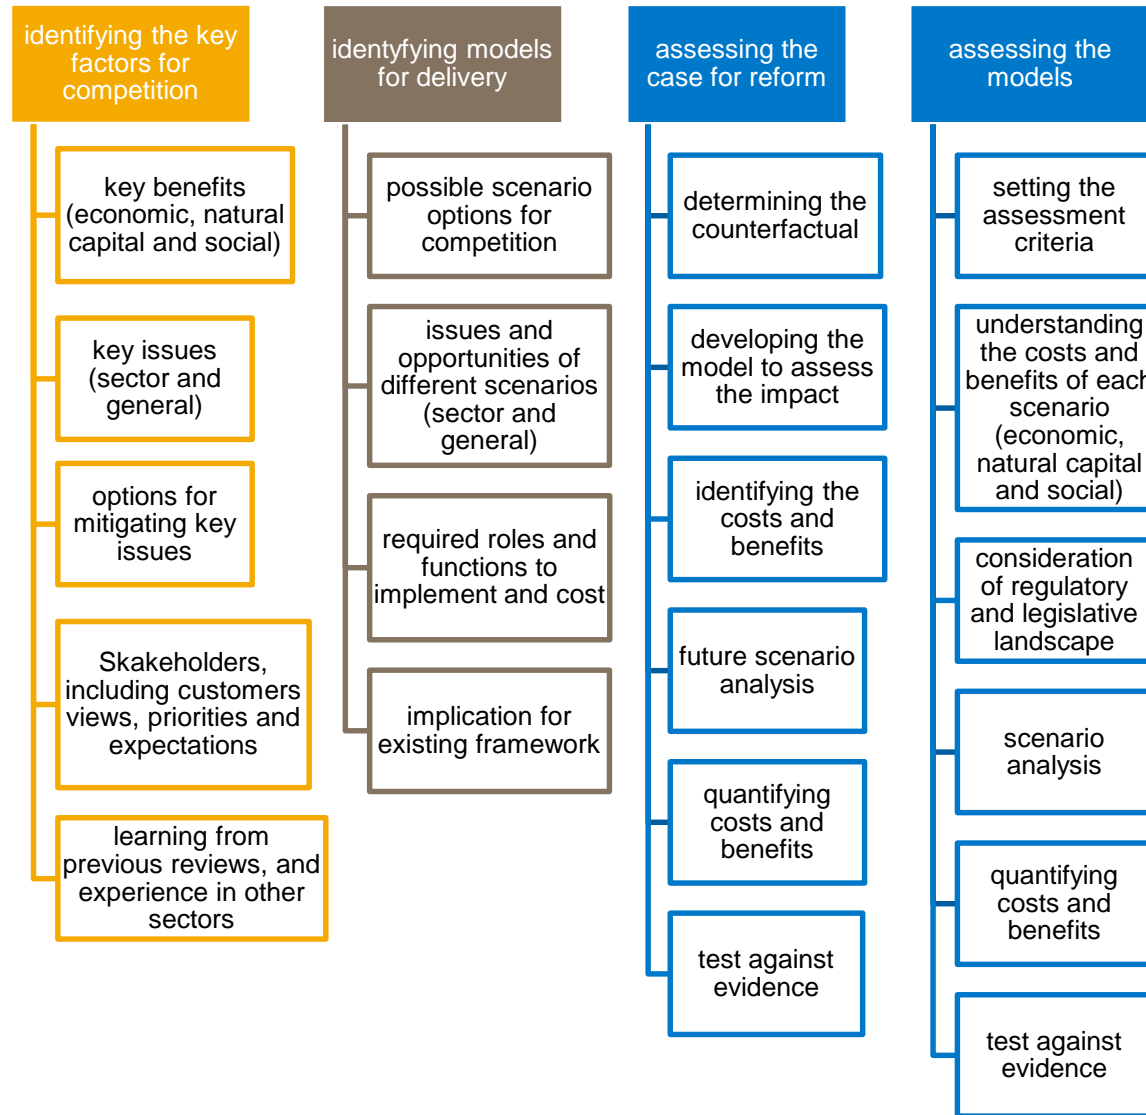 identifying the key
factors for
competition
key benefits
(economic, natural
capital and social)
key issues
(sector and
general)
options for
mitigating key
issues
Skakeholders,
including customers
views, priorities and
expectations
learning from
previous reviews, and
experience in other
sectors
identyfying models
for delivery
possible scenario
options for
competition
issues and
opportunities of
different scenarios
(sector and
general)
required roles and
functions to
implement and cost
implication for
existing framework
assessing the
case for reform
determining the
counterfactual
developing the
model to assess
the impact
identifying the
costs and
benefits
future scenario
analysis
quantifying
costs and
benefits
test against
evidence
assessing the
models
setting the
assessment
criteria
understanding
the costs and
benefits of each
scenario
(economic,
natural capital
and social)
consideration
of regulatory
and legislative
landscape
scenario
analysis
quantifying
costs and
benefits
test against
evidence